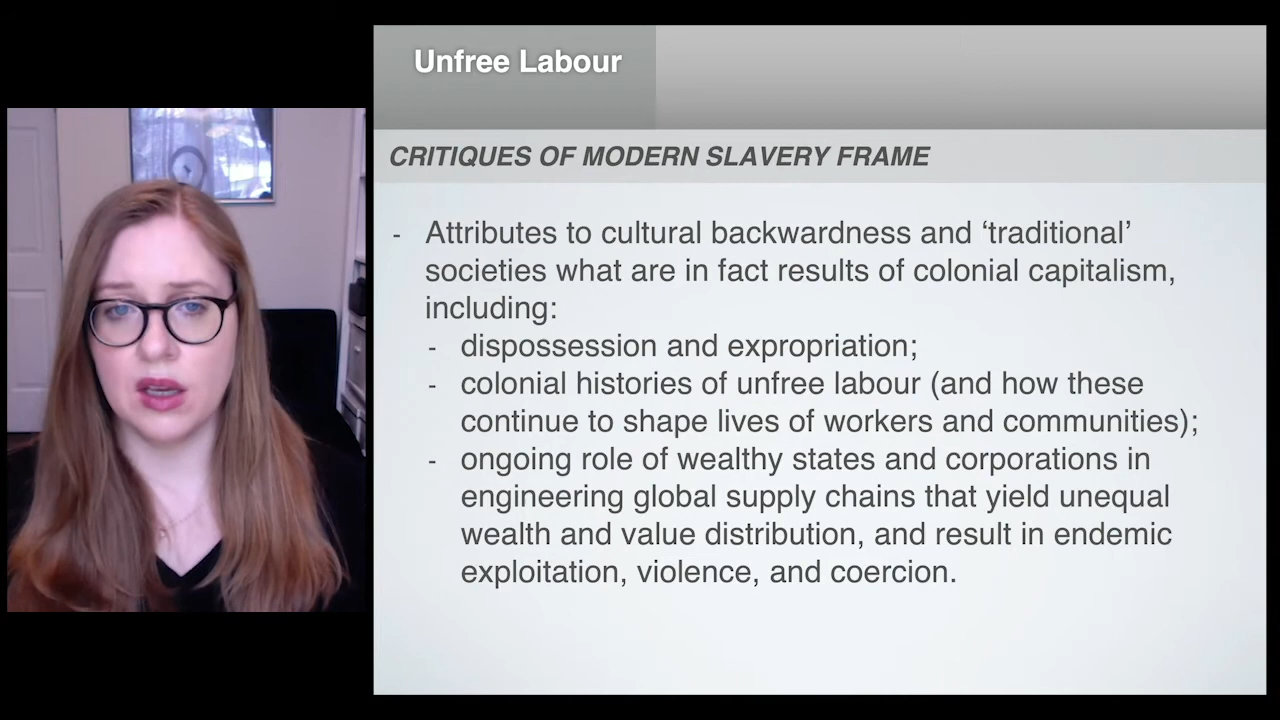 Unfree Labour
CRITIQUES OF MODERN SLAVERY FRAME
- Attributes to cultural backwardness and ‘traditional’
societies what are in fact results of colonial capitalism,
including:
- dispossession and expropriation;
- colonial histories of unfree labour (and how these
continue to shape lives of workers and communities);
- ongoing role of wealthy states and corporations in
engineering global supply chains that yield unequal
wealth and value distribution, and result in endemic
exploitation, violence, and coercion.